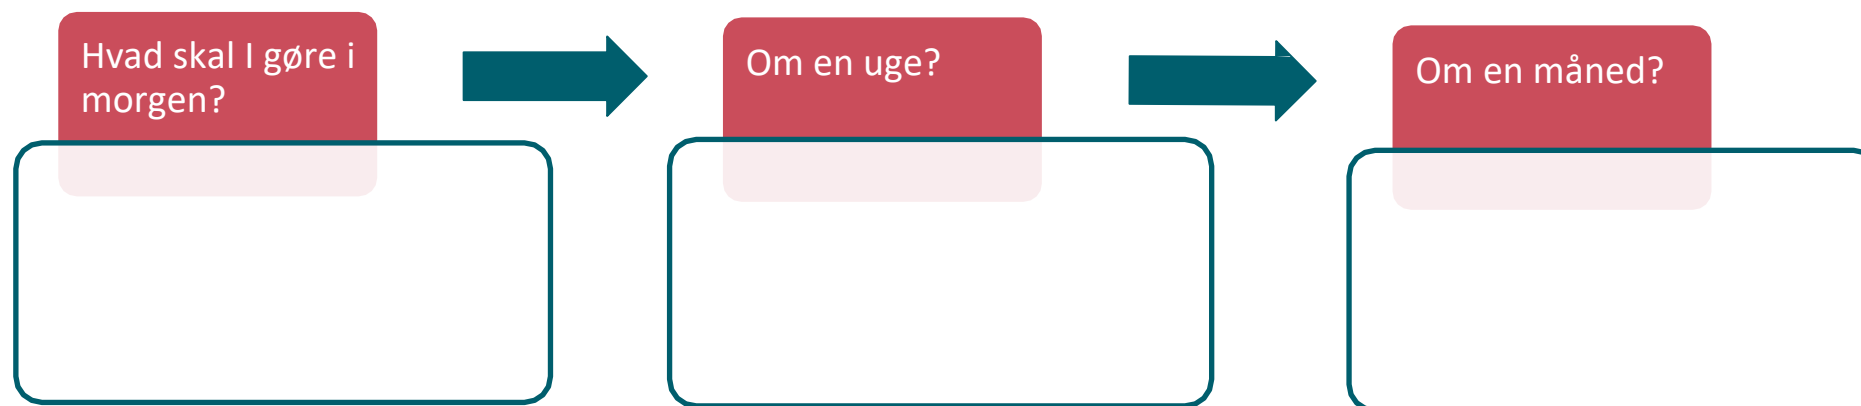 Hvad skal I gøre i
morgen?
Om en uge?
Om en måned?